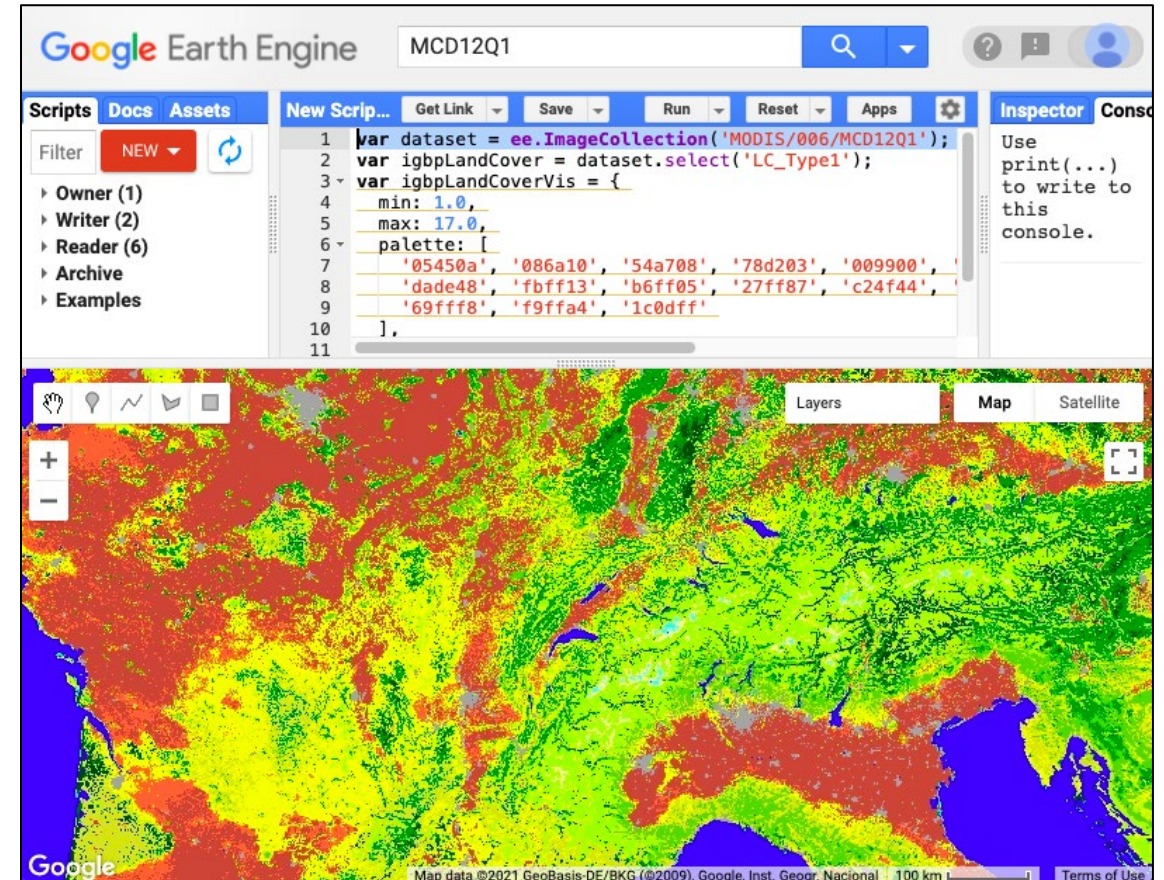 Google Earth Engine
MCD12Q1
Scripts Docs Assets
Filter NEW
Owner (1)
Writer (2)
Reader (6)
Archive
Examples
New Scrip... Get Link Save Run Reset Apps
1 var dataset = ee.ImageCollection('MODIS/006/MCD12Q1');
2 var igbpLandCover = dataset.select('LC_Type1');
3 var igbpLandCoverVis = {
4 min: 1.0,
5 max: 17.0,
6 palette: [
7 '05450a', '086a10', '54a708', '78d203', '009900', '
8 'dade48', 'fbff13', 'b6ff05', '27ff87', 'c24f44', '
9 '69fff8', 'f9ffa4', '1c0dff'
10 ],
11
Inspector Conso
Use
print(...)
to write to
this
console.
Layers
Map Satellite
+
−
Google
Map data ©2021 GeoBasis-DE/BKG (©2009), Google, Inst. Geogr. Nacional 100 km Terms of Use